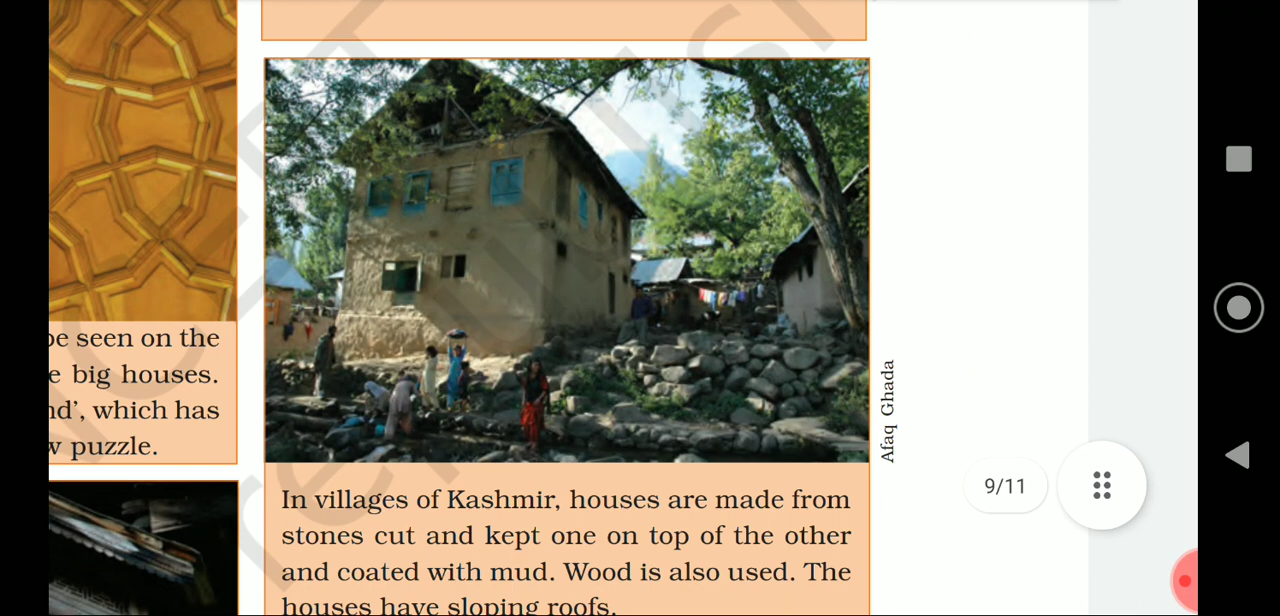 be seen on the
e big houses.
nd’, which has
w puzzle.
In villages of Kashmir, houses are made from
stones cut and kept one on top of the other
and coated with mud. Wood is also used. The
houses have sloping roofs.
Afaq Ghada
9/11